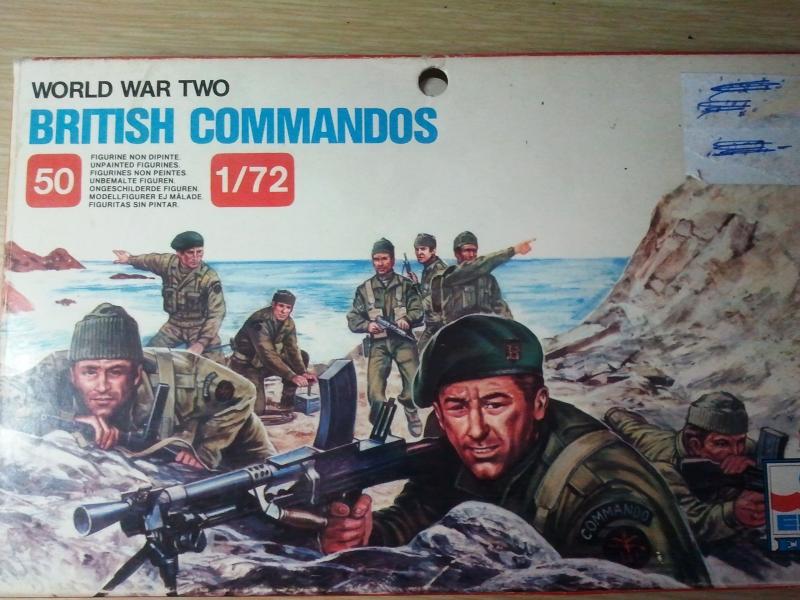 WORLD WAR TWO
BRITISH COMMANDOS
50
FIGURINE NON DIPINTE.
UNPAINTED FIGURINES.
FIGURINES NON PEINTES.
UNBEMALTE FIGUREN.
ONGESCHILDERDE FIGUREN.
MODELLFIGURER EJ MÅLADE.
FIGURITAS SIN PINTAR.
1/72
COMMANDO